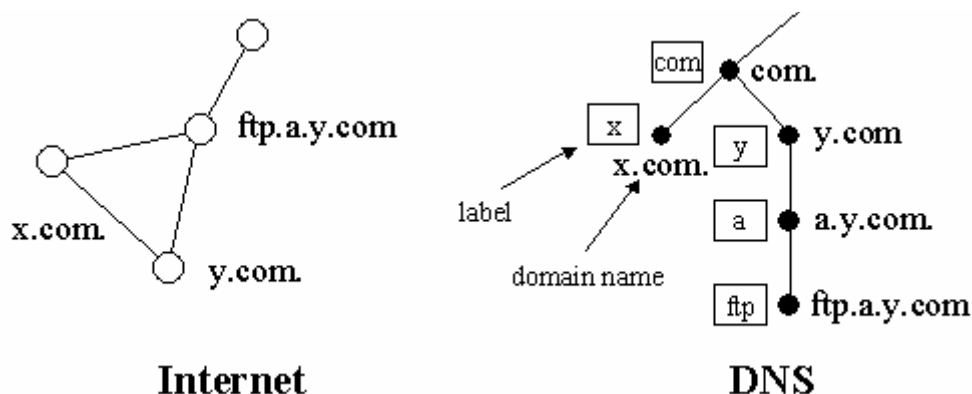 ftp.a.y.com
x.com.
y.com.
Internet
com
com.
x
x.com.
y
y.com
label
domain name
a
a.y.com.
ftp
ftp.a.y.com
DNS